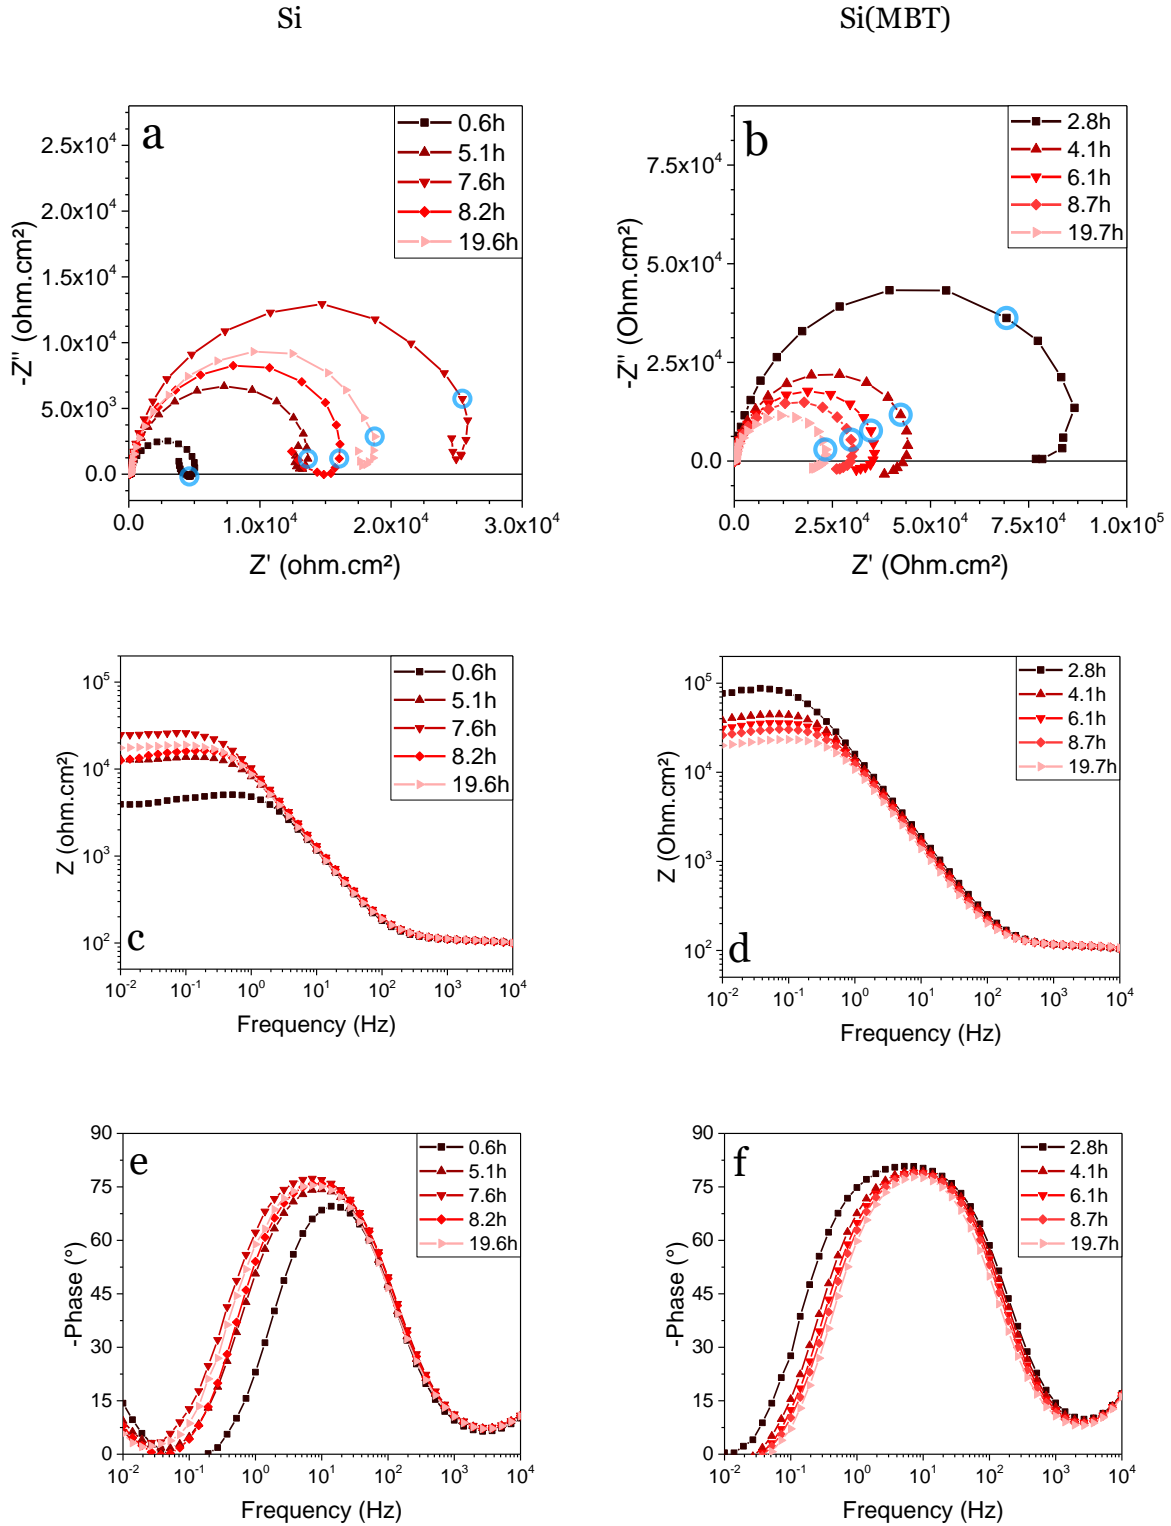 Si
Si(MBT)
a
0.6h
5.1h
7.6h
8.2h
19.6h
2.5x10⁴
2.0x10⁴
1.5x10⁴
1.0x10⁴
5.0x10³
0.0
0.0
1.0x10⁴
2.0x10⁴
3.0x10⁴
-Z'' (ohm.cm²)
Z' (ohm.cm²)
b
2.8h
4.1h
6.1h
8.7h
19.7h
7.5x10⁴
5.0x10⁴
2.5x10⁴
0.0
0.0
2.5x10⁴
5.0x10⁴
7.5x10⁴
1.0x10⁵
-Z'' (Ohm.cm²)
Z' (Ohm.cm²)
c
0.6h
5.1h
7.6h
8.2h
19.6h
10⁵
10⁴
10³
10²
10⁻²
10⁻¹
10⁰
10¹
10²
10³
10⁴
Z (ohm.cm²)
Frequency (Hz)
d
2.8h
4.1h
6.1h
8.7h
19.7h
10⁵
10⁴
10³
10²
10⁻²
10⁻¹
10⁰
10¹
10²
10³
10⁴
Z (Ohm.cm²)
Frequency (Hz)
e
0.6h
5.1h
7.6h
8.2h
19.6h
90
75
60
45
30
15
0
10⁻²
10⁻¹
10⁰
10¹
10²
10³
10⁴
-Phase (°)
Frequency (Hz)
f
2.8h
4.1h
6.1h
8.7h
19.7h
90
75
60
45
30
15
0
10⁻²
10⁻¹
10⁰
10¹
10²
10³
10⁴
-Phase (°)
Frequency (Hz)